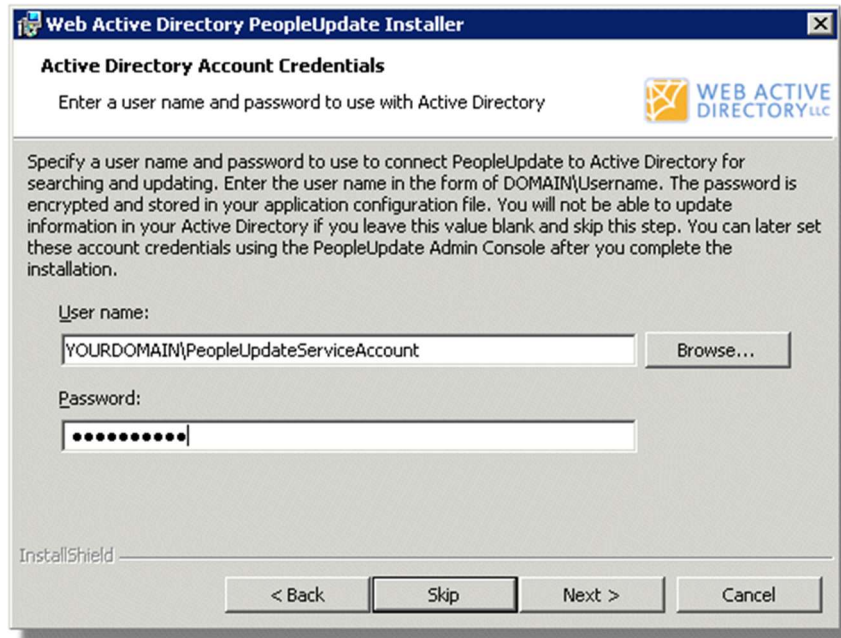 Web Active Directory PeopleUpdate Installer
Active Directory Account Credentials
Enter a user name and password to use with Active Directory
WEB ACTIVE
DIRECTORY LLC
Specify a user name and password to use to connect PeopleUpdate to Active Directory for
searching and updating. Enter the user name in the form of DOMAIN\Username. The password is
encrypted and stored in your application configuration file. You will not be able to update
information in your Active Directory if you leave this value blank and skip this step. You can later set
these account credentials using the PeopleUpdate Admin Console after you complete the
installation.
User name:
YOURDOMAIN\PeopleUpdateServiceAccount
Browse...
Password:
●●●●●●●●●●
InstallShield
< Back
Skip
Next >
Cancel